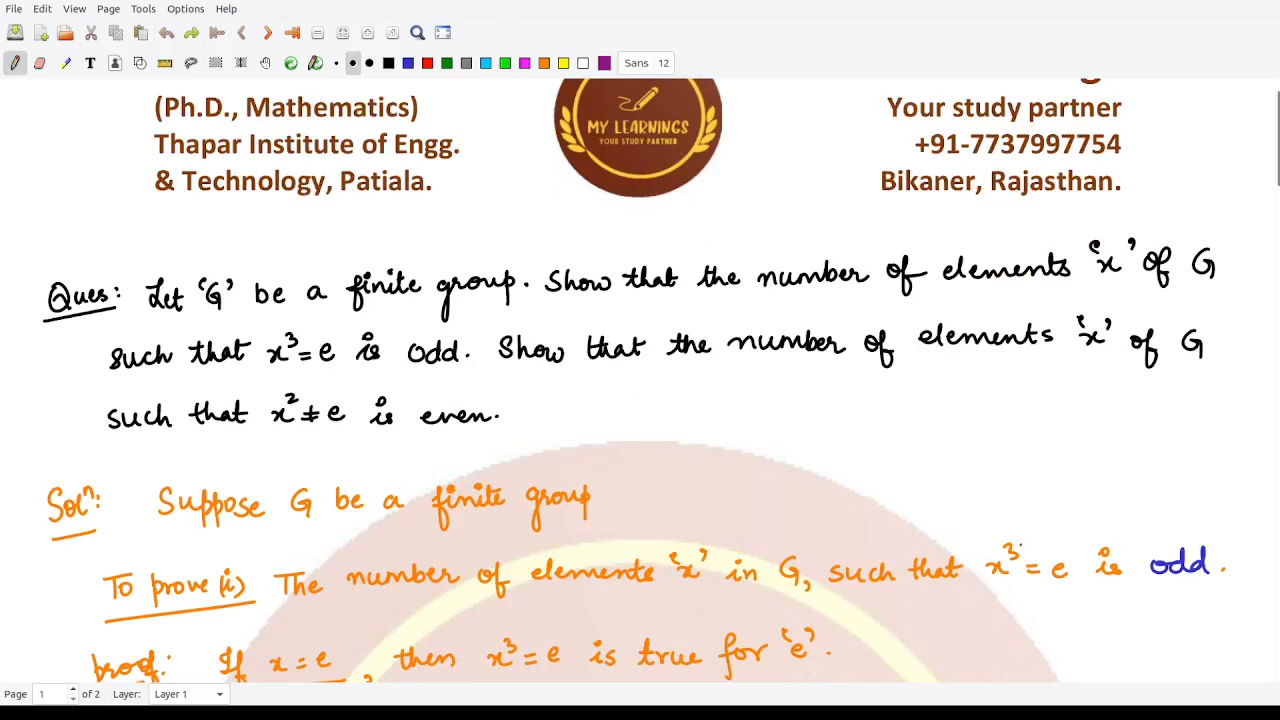 File Edit View Page Tools Options Help
Sans 12
(Ph.D., Mathematics)
Thapar Institute of Engg.
& Technology, Patiala.
MY LEARNINGS
YOUR STUDY PARTNER
Your study partner
+91-7737997754
Bikaner, Rajasthan.
Ques: Let 'G' be a finite group. Show that the number of elements 'x' of G
such that x³ = e is odd. Show that the number of elements 'x' of G
such that x² ≠ e is even.
Solⁿ: Suppose G be a finite group
To prove (i) The number of elements 'x' in G, such that x³ = e is odd.
proof: If x = e, then x³ = e is true for 'e'.
Page 1 of 2 Layer: Layer 1